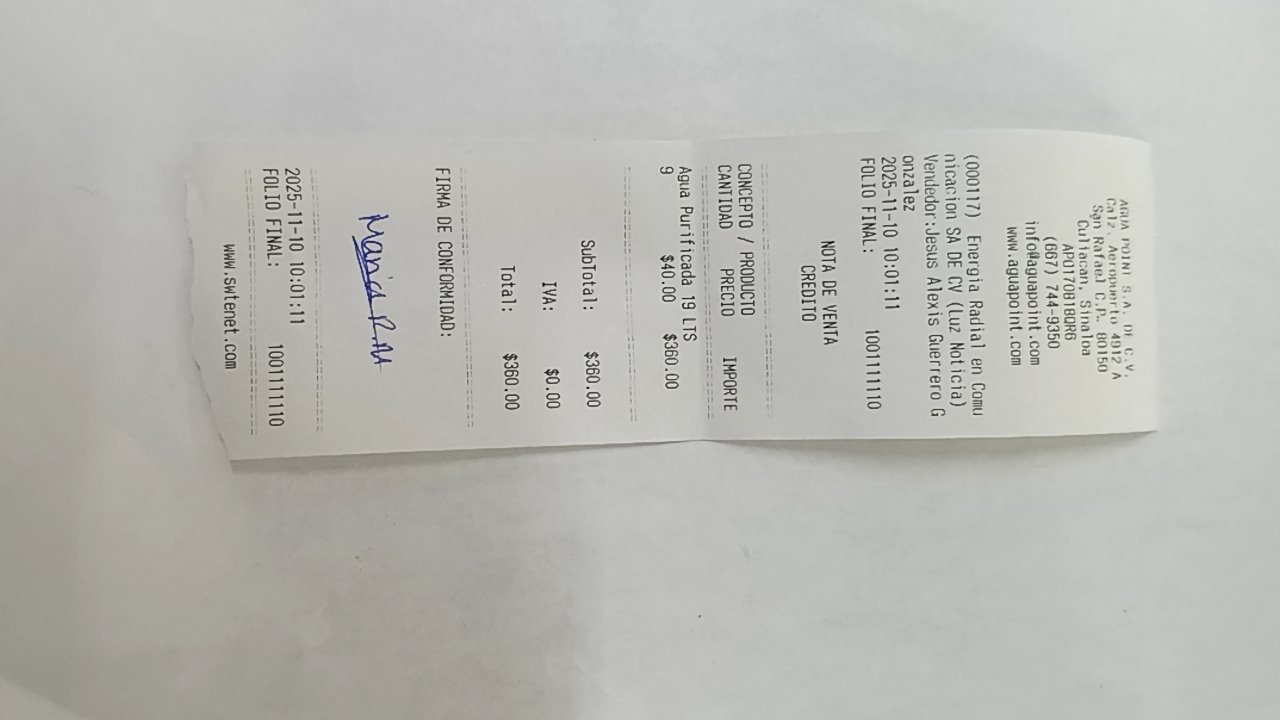 AGUA POINT S.A. DE C.V.
Calz. Aeropuerto 4912 A
San Rafael C.P. 80150
Culiacan, Sinaloa
APO170818QR6
(667) 744-9350
info@aguapoint.com
www.aguapoint.com
(000117) Energia Radial en Comu
nicacion SA DE CV (Luz Noticia)
Vendedor:Jesus Alexis Guerrero G
onzalez
2025-11-10 10:01:11
FOLIO FINAL: 1001111110
NOTA DE VENTA
CREDITO
CONCEPTO / PRODUCTO
CANTIDAD PRECIO IMPORTE
Agua Purificada 19 LTS
9 $40.00 $360.00
SubTotal: $360.00
IVA: $0.00
Total: $360.00
FIRMA DE CONFORMIDAD:
2025-11-10 10:01:11
FOLIO FINAL: 1001111110
www.swtenet.com